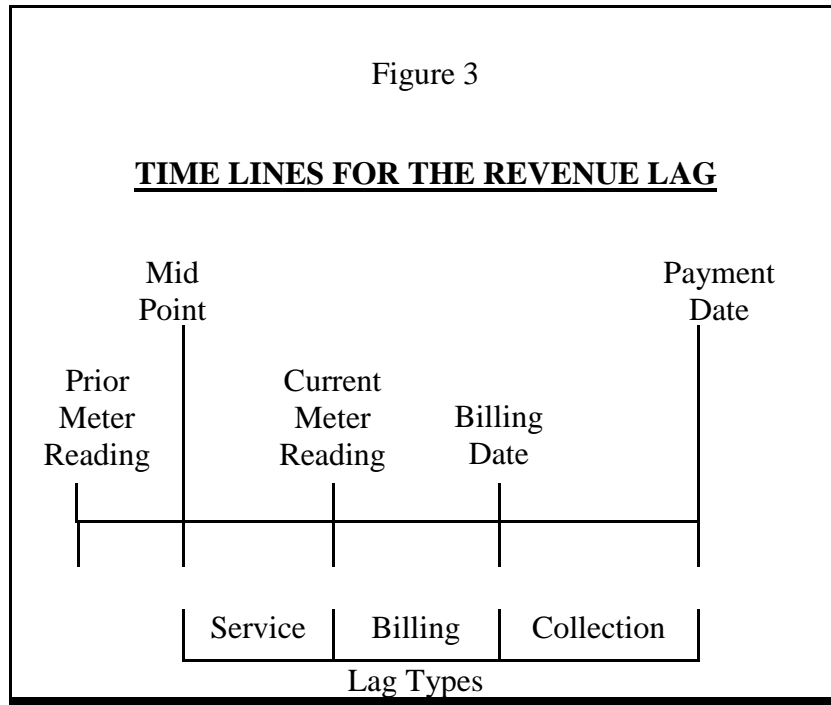 Figure 3
TIME LINES FOR THE REVENUE LAG
Mid
Point
Payment
Date
Prior
Meter
Reading
Current
Meter
Reading
Billing
Date
Service
Billing
Collection
Lag Types